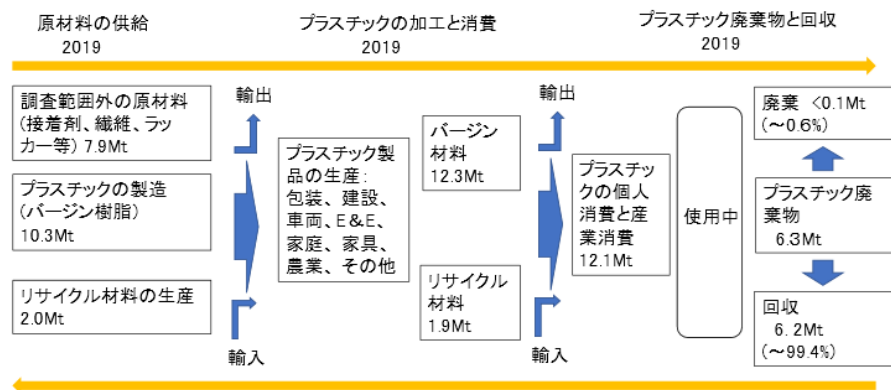 原材料の供給
2019
プラスチックの加工と消費
2019
プラスチック廃棄物と回収
2019
調査範囲外の原材料
(接着剤、繊維、ラッ
カー等) 7.9Mt
プラスチックの製造
(バージン樹脂)
10.3Mt
リサイクル材料の生産
2.0Mt
輸出
輸入
プラスチック製
品の生産:
包装、建設、
車両、E&E、
家庭、家具、
農業、その他
バージン
材料
12.3Mt
リサイクル
材料
1.9Mt
輸出
輸入
プラスチッ
クの個人
消費と産
業消費
12.1Mt
使用中
廃棄 <0.1Mt
(~0.6%)
プラスチック廃
棄物
6.3Mt
回収
6.2Mt
(~99.4%)